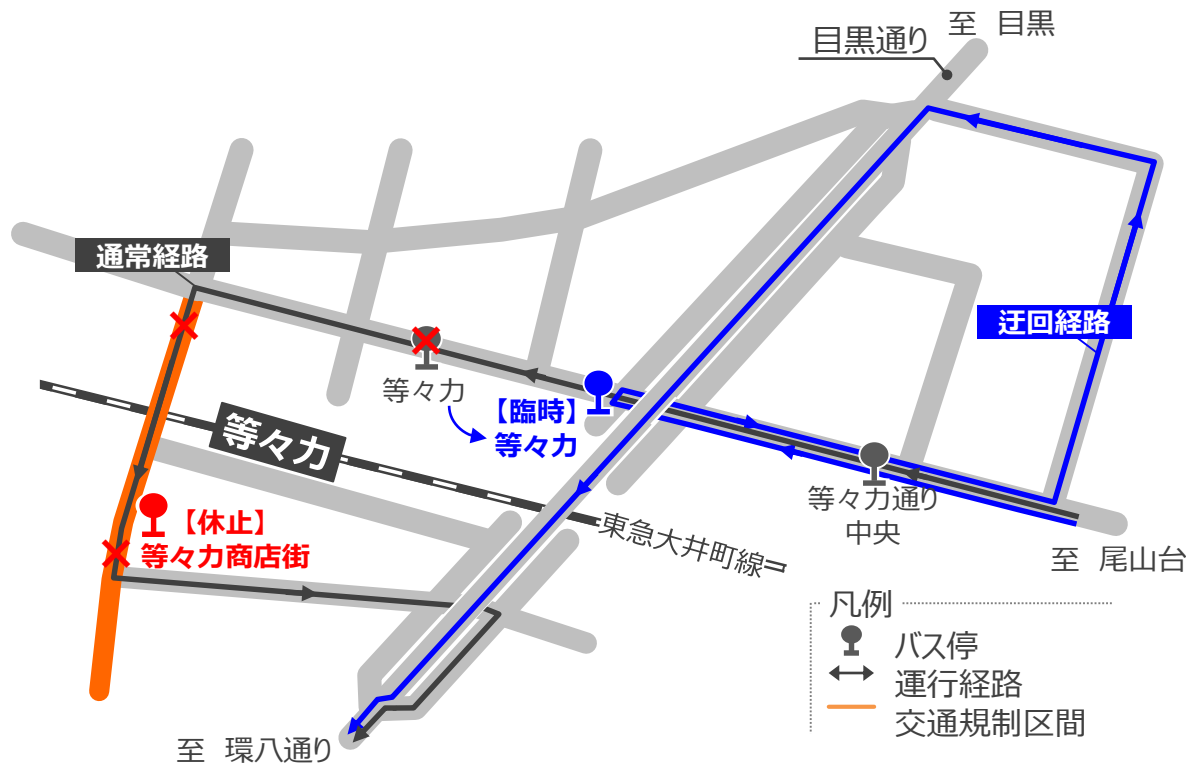 至 目黒
目黒通り
通常経路
迂回経路
等々力
【臨時】
等々力
等々力
等々力通り
中央
【休止】
等々力商店街
東急大井町線
至 尾山台
凡例
バス停
運行経路
交通規制区間
至 環八通り